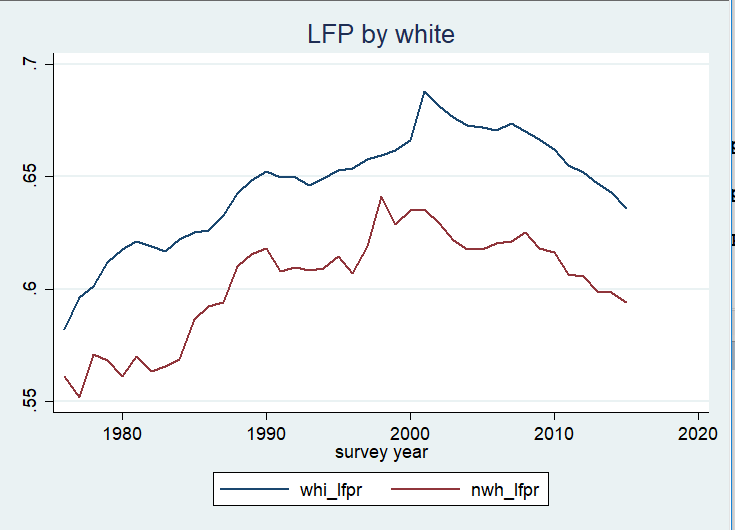 LFP by white
.7
.65
.6
.55
1980 1990 2000 2010 2020
survey year
whi_lfpr nwh_lfpr